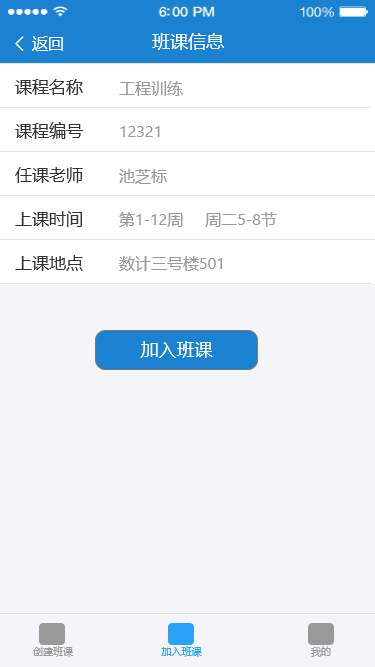 6:00 PM 100%
返回 班课信息
课程名称 工程训练
课程编号 12321
任课老师 池芝标
上课时间 第1-12周 周二5-8节
上课地点 数计三号楼501
加入班课
创建班课 加入班课 我的